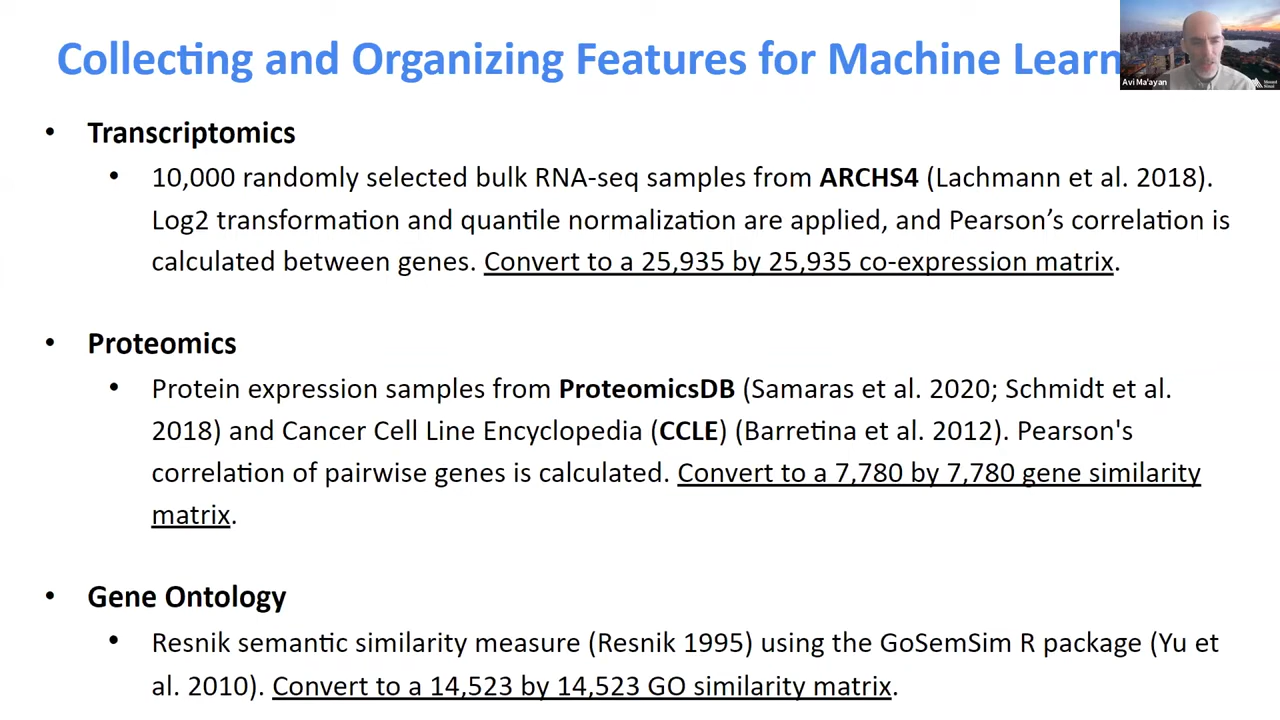 Collecting and Organizing Features for Machine Learn
Avi Ma'ayan
• Transcriptomics
• 10,000 randomly selected bulk RNA-seq samples from ARCHS4 (Lachmann et al. 2018).
Log2 transformation and quantile normalization are applied, and Pearson’s correlation is
calculated between genes. Convert to a 25,935 by 25,935 co-expression matrix.
• Proteomics
• Protein expression samples from ProteomicsDB (Samaras et al. 2020; Schmidt et al.
2018) and Cancer Cell Line Encyclopedia (CCLE) (Barretina et al. 2012). Pearson's
correlation of pairwise genes is calculated. Convert to a 7,780 by 7,780 gene similarity
matrix.
• Gene Ontology
• Resnik semantic similarity measure (Resnik 1995) using the GoSemSim R package (Yu et
al. 2010). Convert to a 14,523 by 14,523 GO similarity matrix.